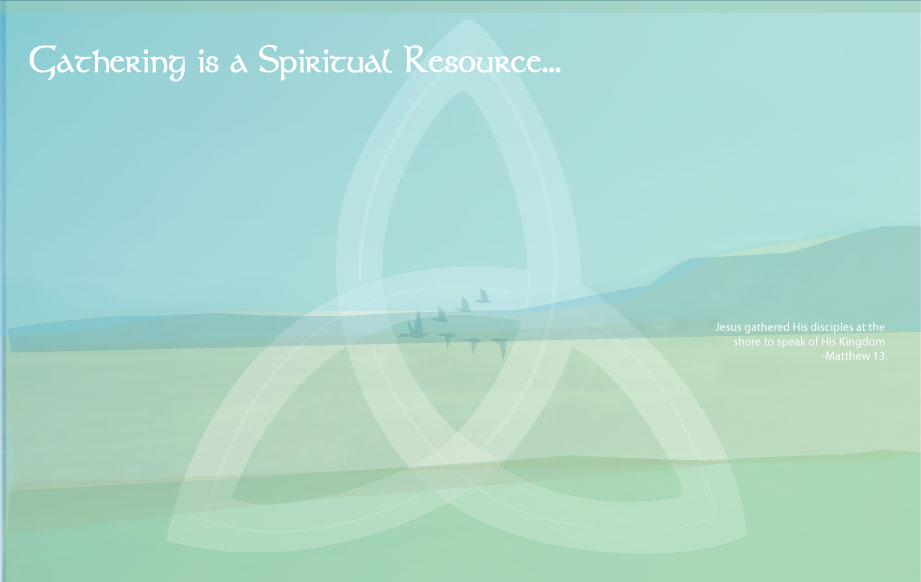 Gathering is a Spiritual Resource...
Jesus gathered His disciples at the
shore to speak of His Kingdom
-Matthew 13.